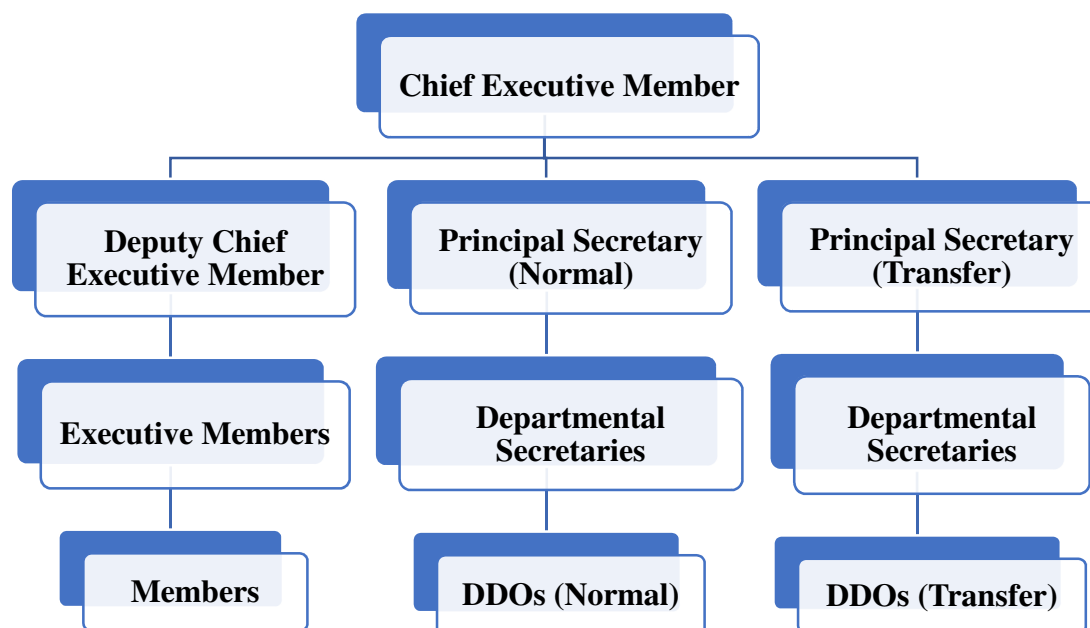 Chief Executive Member
Deputy Chief
Executive Member
Principal Secretary
(Normal)
Principal Secretary
(Transfer)
Executive Members
Departmental
Secretaries
Departmental
Secretaries
Members
DDOs (Normal)
DDOs (Transfer)